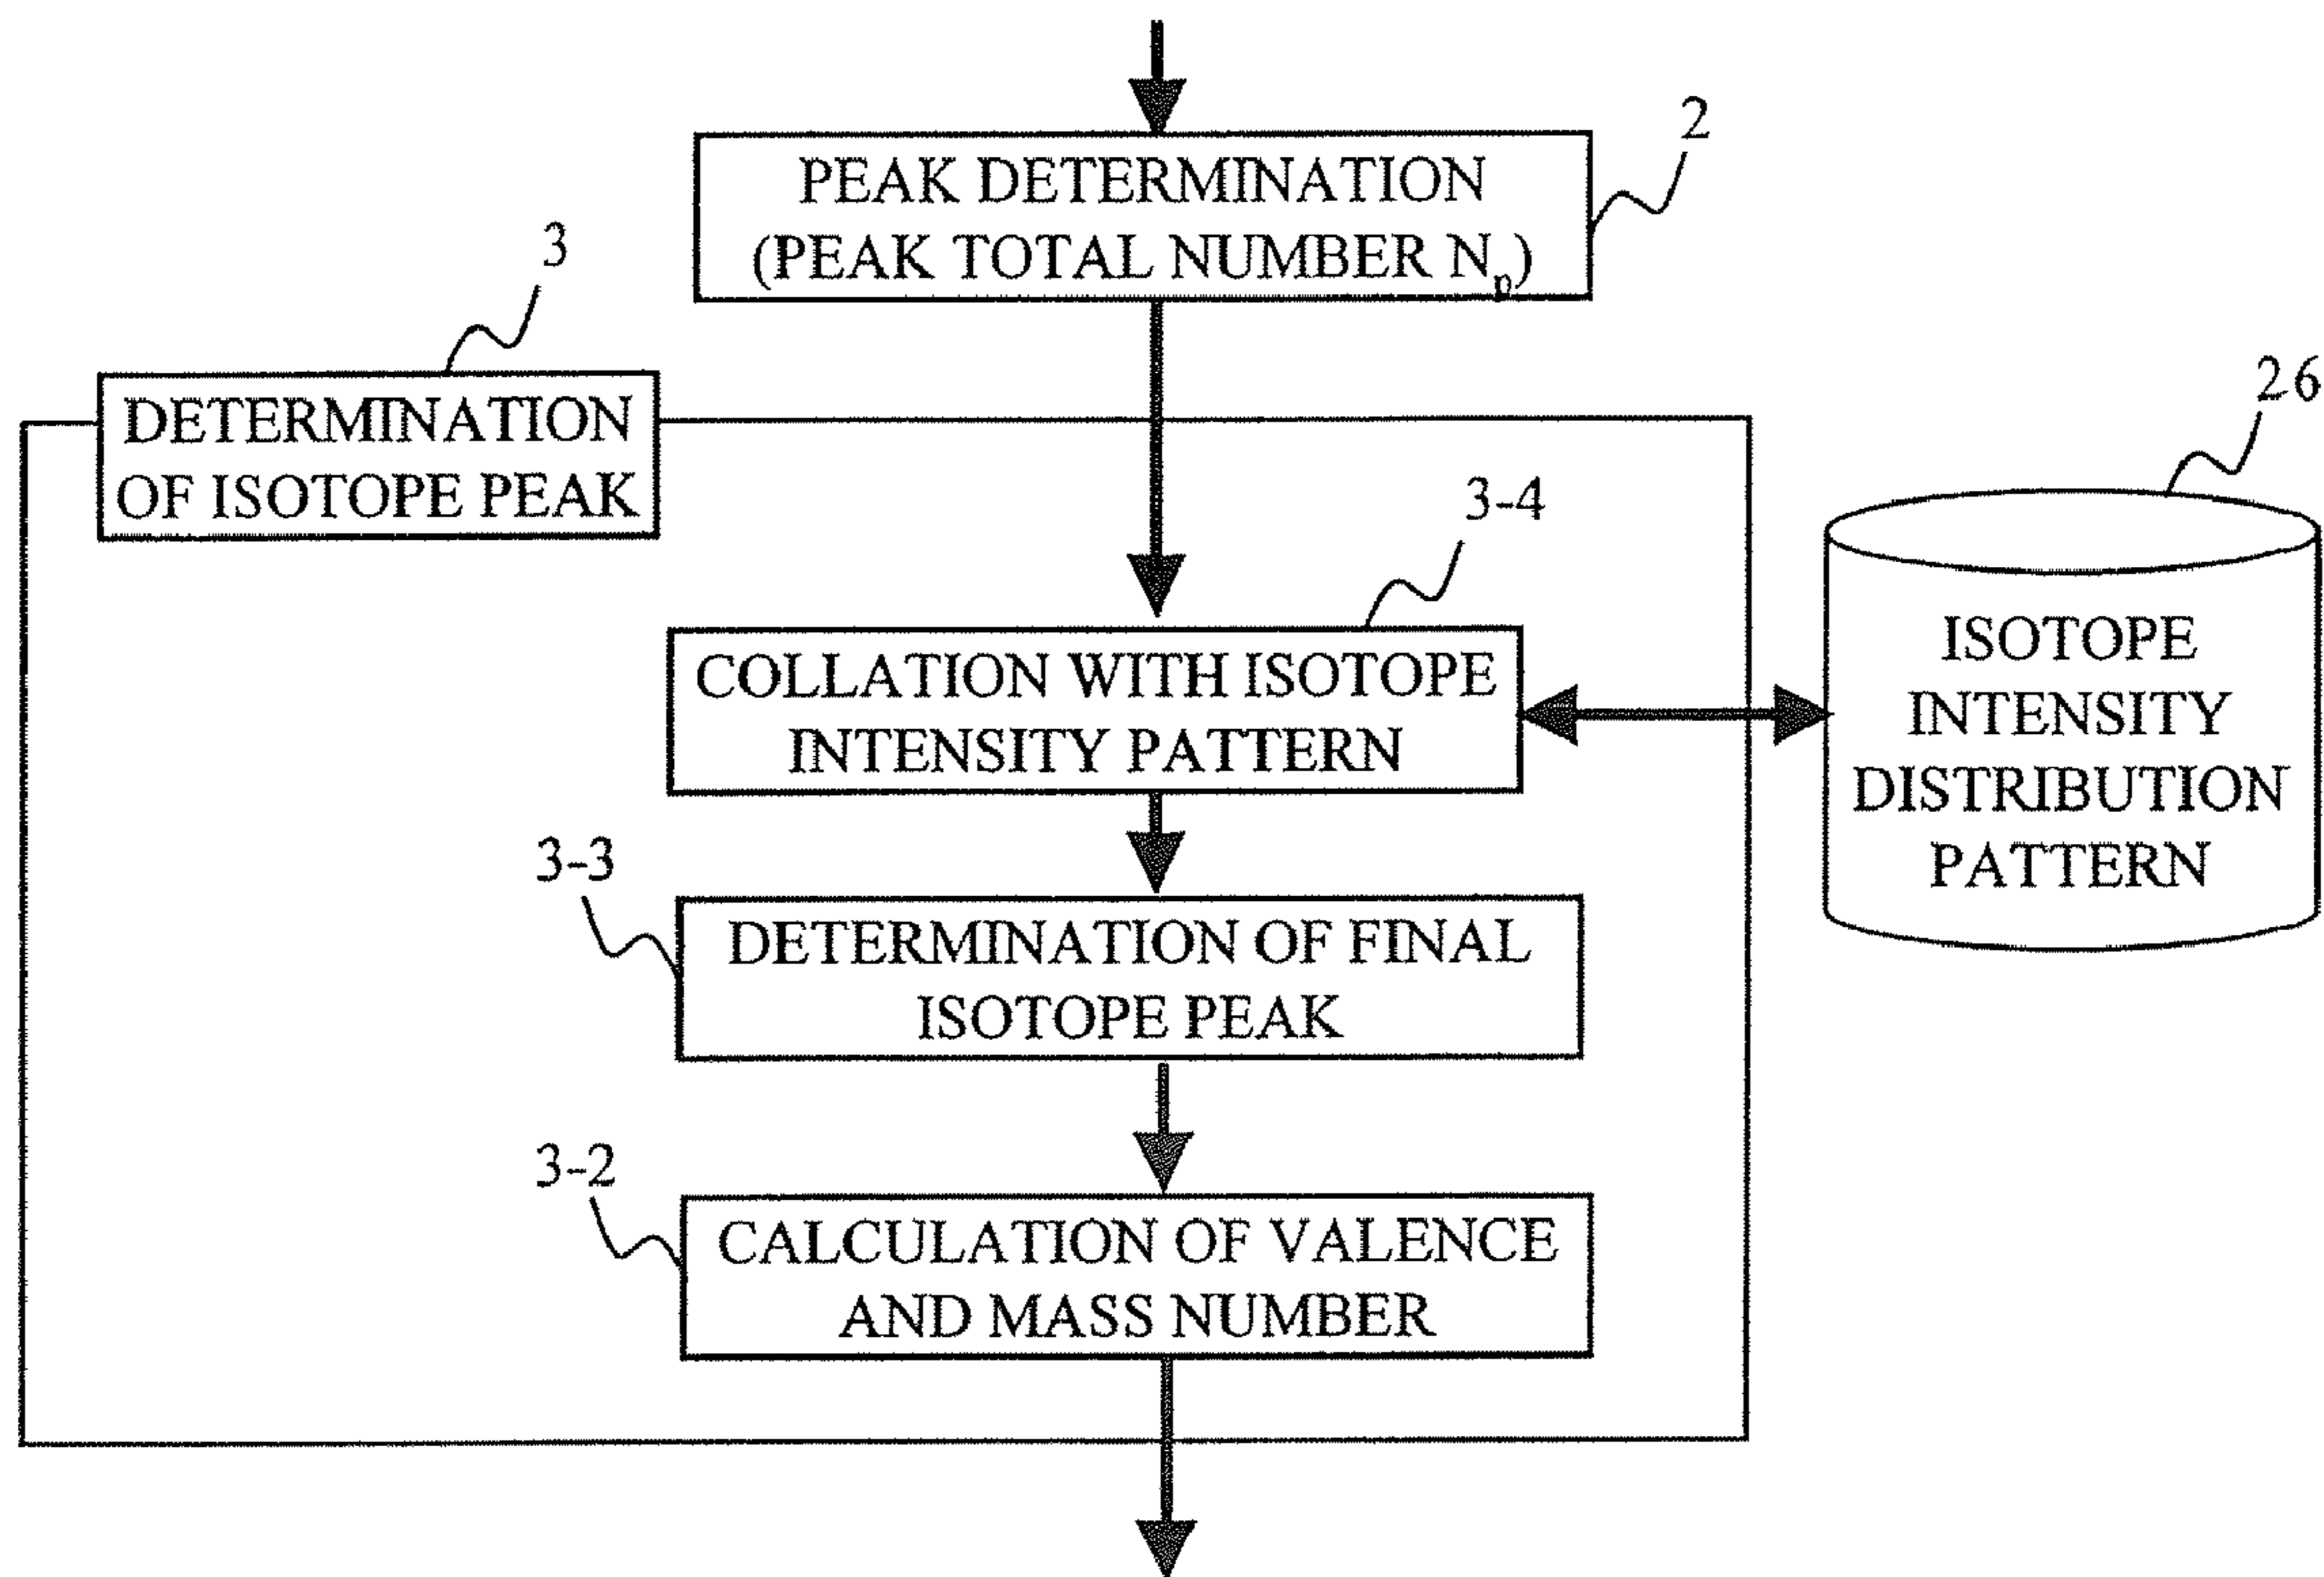 2
PEAK DETERMINATION
(PEAK TOTAL NUMBER Np)
3
DETERMINATION
OF ISOTOPE PEAK
26
3-4
COLLATION WITH ISOTOPE
INTENSITY PATTERN
ISOTOPE
INTENSITY
DISTRIBUTION
PATTERN
3-3
DETERMINATION OF FINAL
ISOTOPE PEAK
3-2
CALCULATION OF VALENCE
AND MASS NUMBER